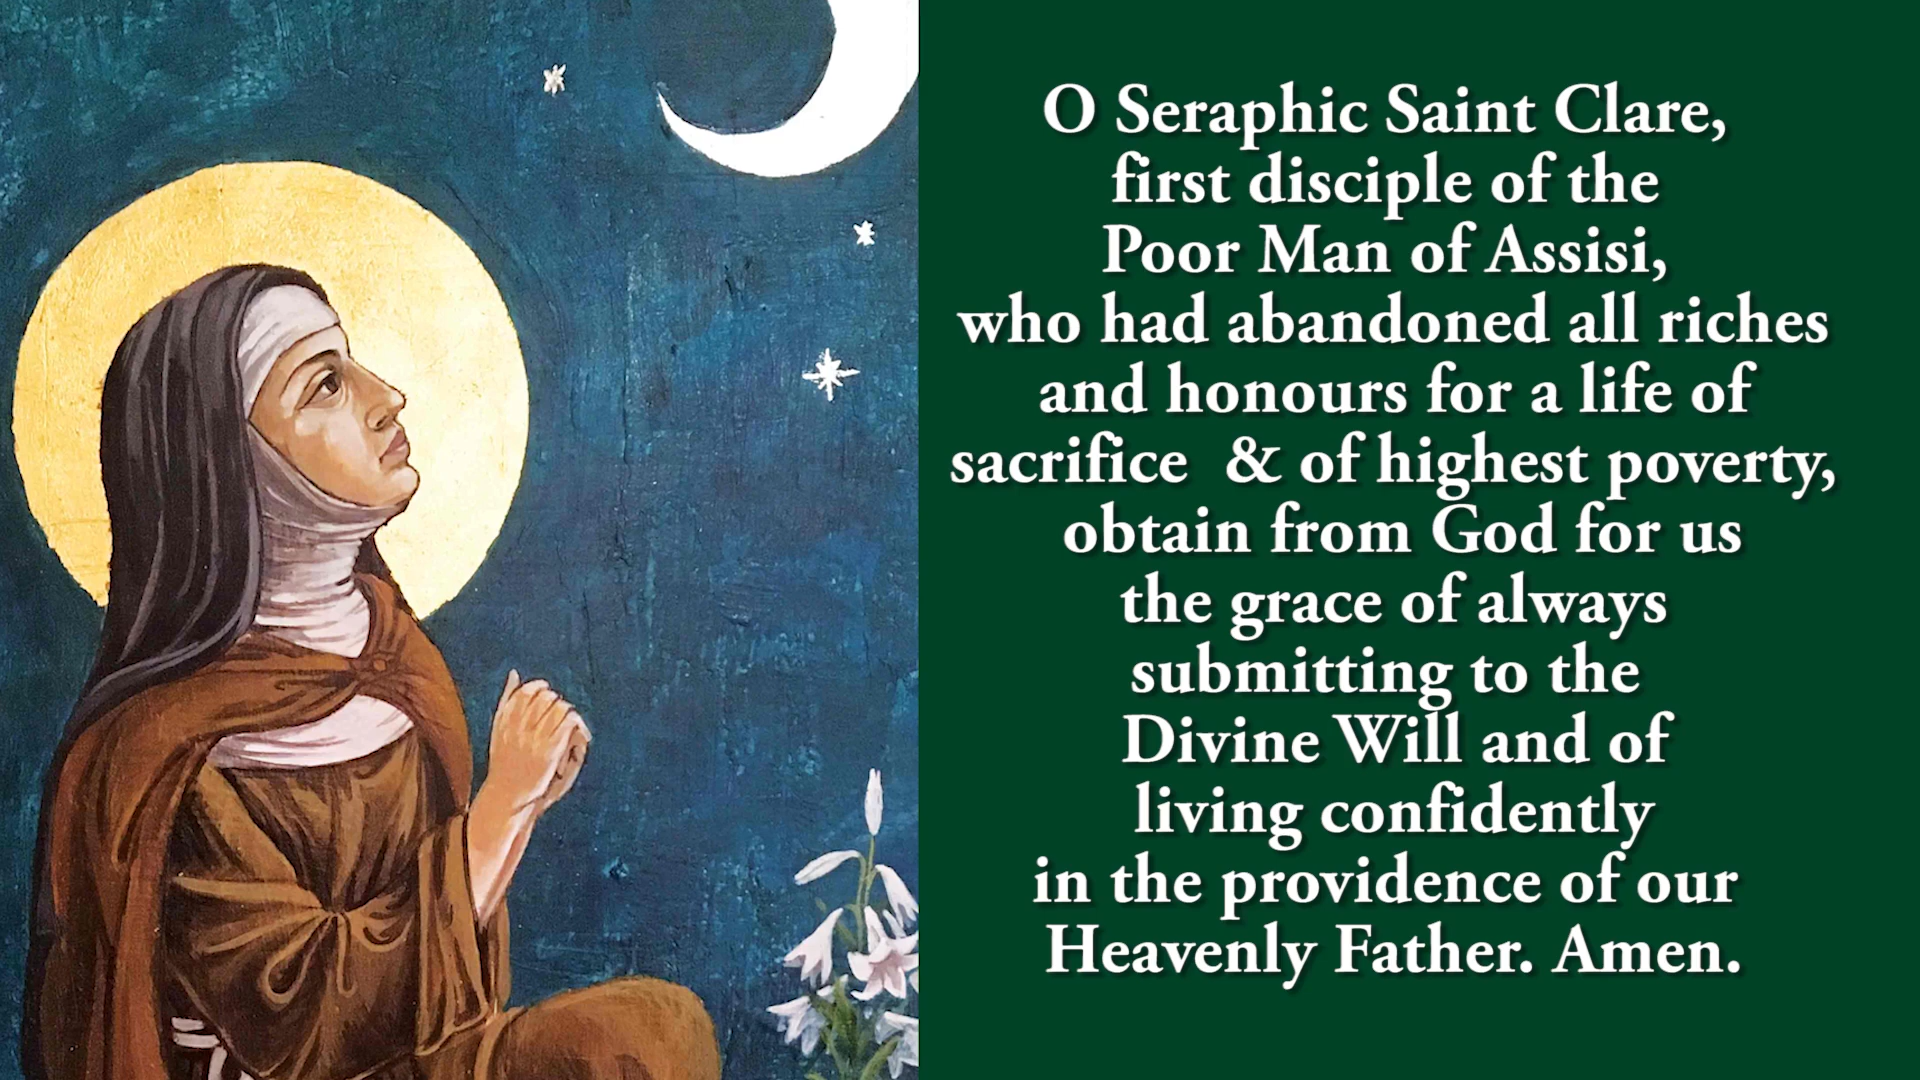 O Seraphic Saint Clare,
first disciple of the
Poor Man of Assisi,
who had abandoned all riches
and honours for a life of
sacrifice & of highest poverty,
obtain from God for us
the grace of always
submitting to the
Divine Will and of
living confidently
in the providence of our
Heavenly Father. Amen.